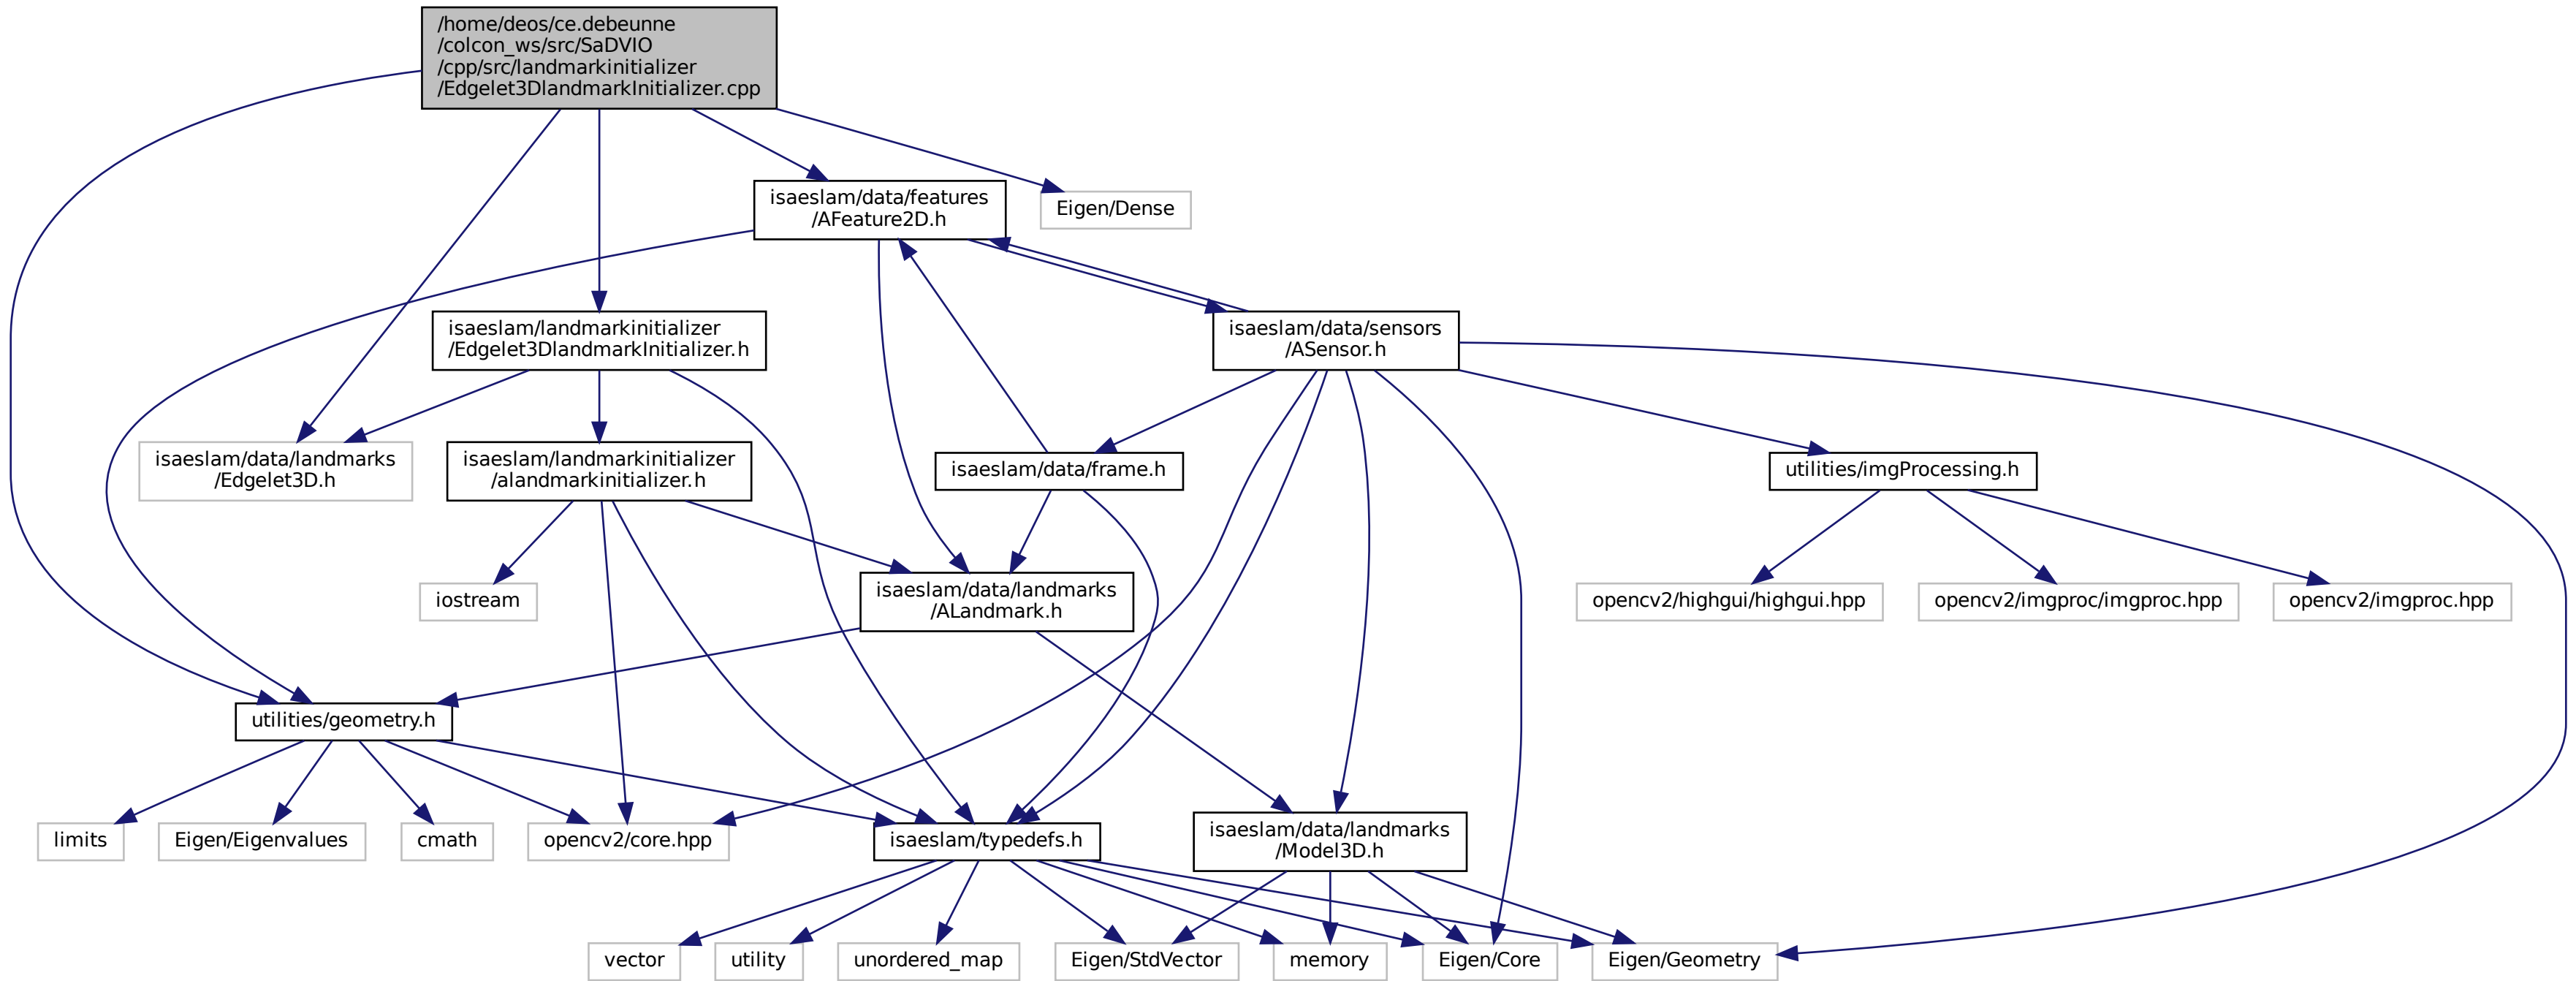 /home/deos/ce.debeunne
/colcon_ws/src/SaDVIO
/cpp/src/landmarkinitializer
/Edgelet3DlandmarkInitializer.cpp
isaeslam/data/features
/AFeature2D.h
Eigen/Dense
isaeslam/landmarkinitializer
/Edgelet3DlandmarkInitializer.h
isaeslam/data/sensors
/ASensor.h
isaeslam/data/landmarks
/Edgelet3D.h
isaeslam/landmarkinitializer
/alandmarkinitializer.h
isaeslam/data/frame.h
utilities/imgProcessing.h
iostream
isaeslam/data/landmarks
/ALandmark.h
opencv2/highgui/highgui.hpp
opencv2/imgproc/imgproc.hpp
opencv2/imgproc.hpp
utilities/geometry.h
limits
Eigen/Eigenvalues
cmath
opencv2/core.hpp
isaeslam/typedefs.h
isaeslam/data/landmarks
/Model3D.h
vector
utility
unordered_map
Eigen/StdVector
memory
Eigen/Core
Eigen/Geometry